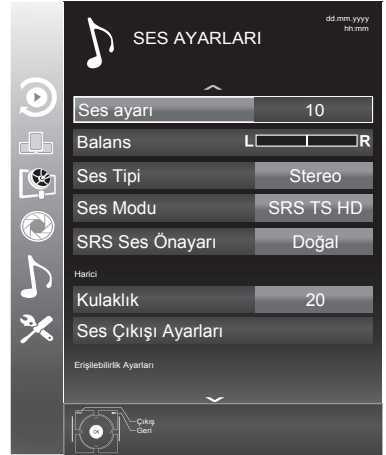 SES AYARLARI
dd.mm.yyyy
hh:mm
Ses ayarı 10
Balans L R
Ses Tipi Stereo
Ses Modu SRS TS HD
SRS Ses Önayarı Doğal
Harici
Kulaklık 20
Ses Çıkışı Ayarları
Erişilebilirlik Ayarları
Çıkış
Geri
OK